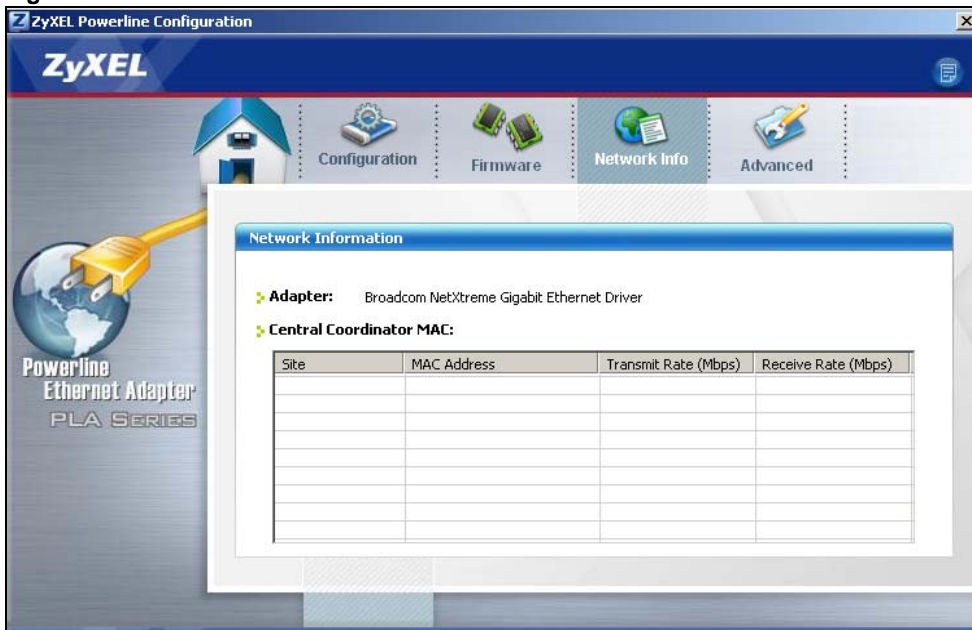 ZyXEL Powerline Configuration
ZyXEL
Configuration
Firmware
Network Info
Advanced
Network Information
Adapter: Broadcom NetXtreme Gigabit Ethernet Driver
Central Coordinator MAC:
Site MAC Address Transmit Rate (Mbps) Receive Rate (Mbps)
Powerline
Ethernet Adapter
PLA SERIES